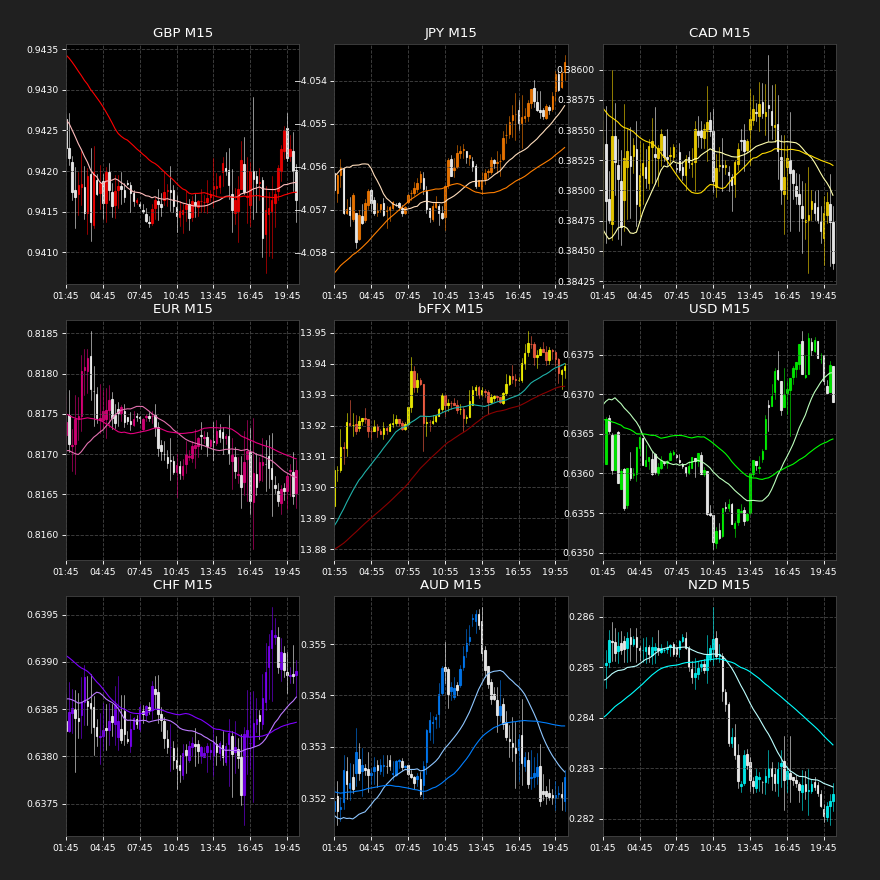 GBP M15
JPY M15
CAD M15
0.9435
0.9430
0.9425
0.9420
0.9415
0.9410
−4.054
−4.055
−4.056
−4.057
−4.058
0.38600
0.38575
0.38550
0.38525
0.38500
0.38475
0.38450
0.38425
01:45 04:45 07:45 10:45 13:45 16:45 19:45
01:45 04:45 07:45 10:45 13:45 16:45 19:45
01:45 04:45 07:45 10:45 13:45 16:45 19:45
EUR M15
bFFX M15
USD M15
0.8185
0.8180
0.8175
0.8170
0.8165
0.8160
13.95
13.94
13.93
13.92
13.91
13.90
13.89
13.88
0.6375
0.6370
0.6365
0.6360
0.6355
0.6350
01:45 04:45 07:45 10:45 13:45 16:45 19:45
01:55 04:55 07:55 10:55 13:55 16:55 19:55
01:45 04:45 07:45 10:45 13:45 16:45 19:45
CHF M15
AUD M15
NZD M15
0.6395
0.6390
0.6385
0.6380
0.6375
0.355
0.354
0.353
0.352
0.286
0.285
0.284
0.283
0.282
01:45 04:45 07:45 10:45 13:45 16:45 19:45
01:45 04:45 07:45 10:45 13:45 16:45 19:45
01:45 04:45 07:45 10:45 13:45 16:45 19:45